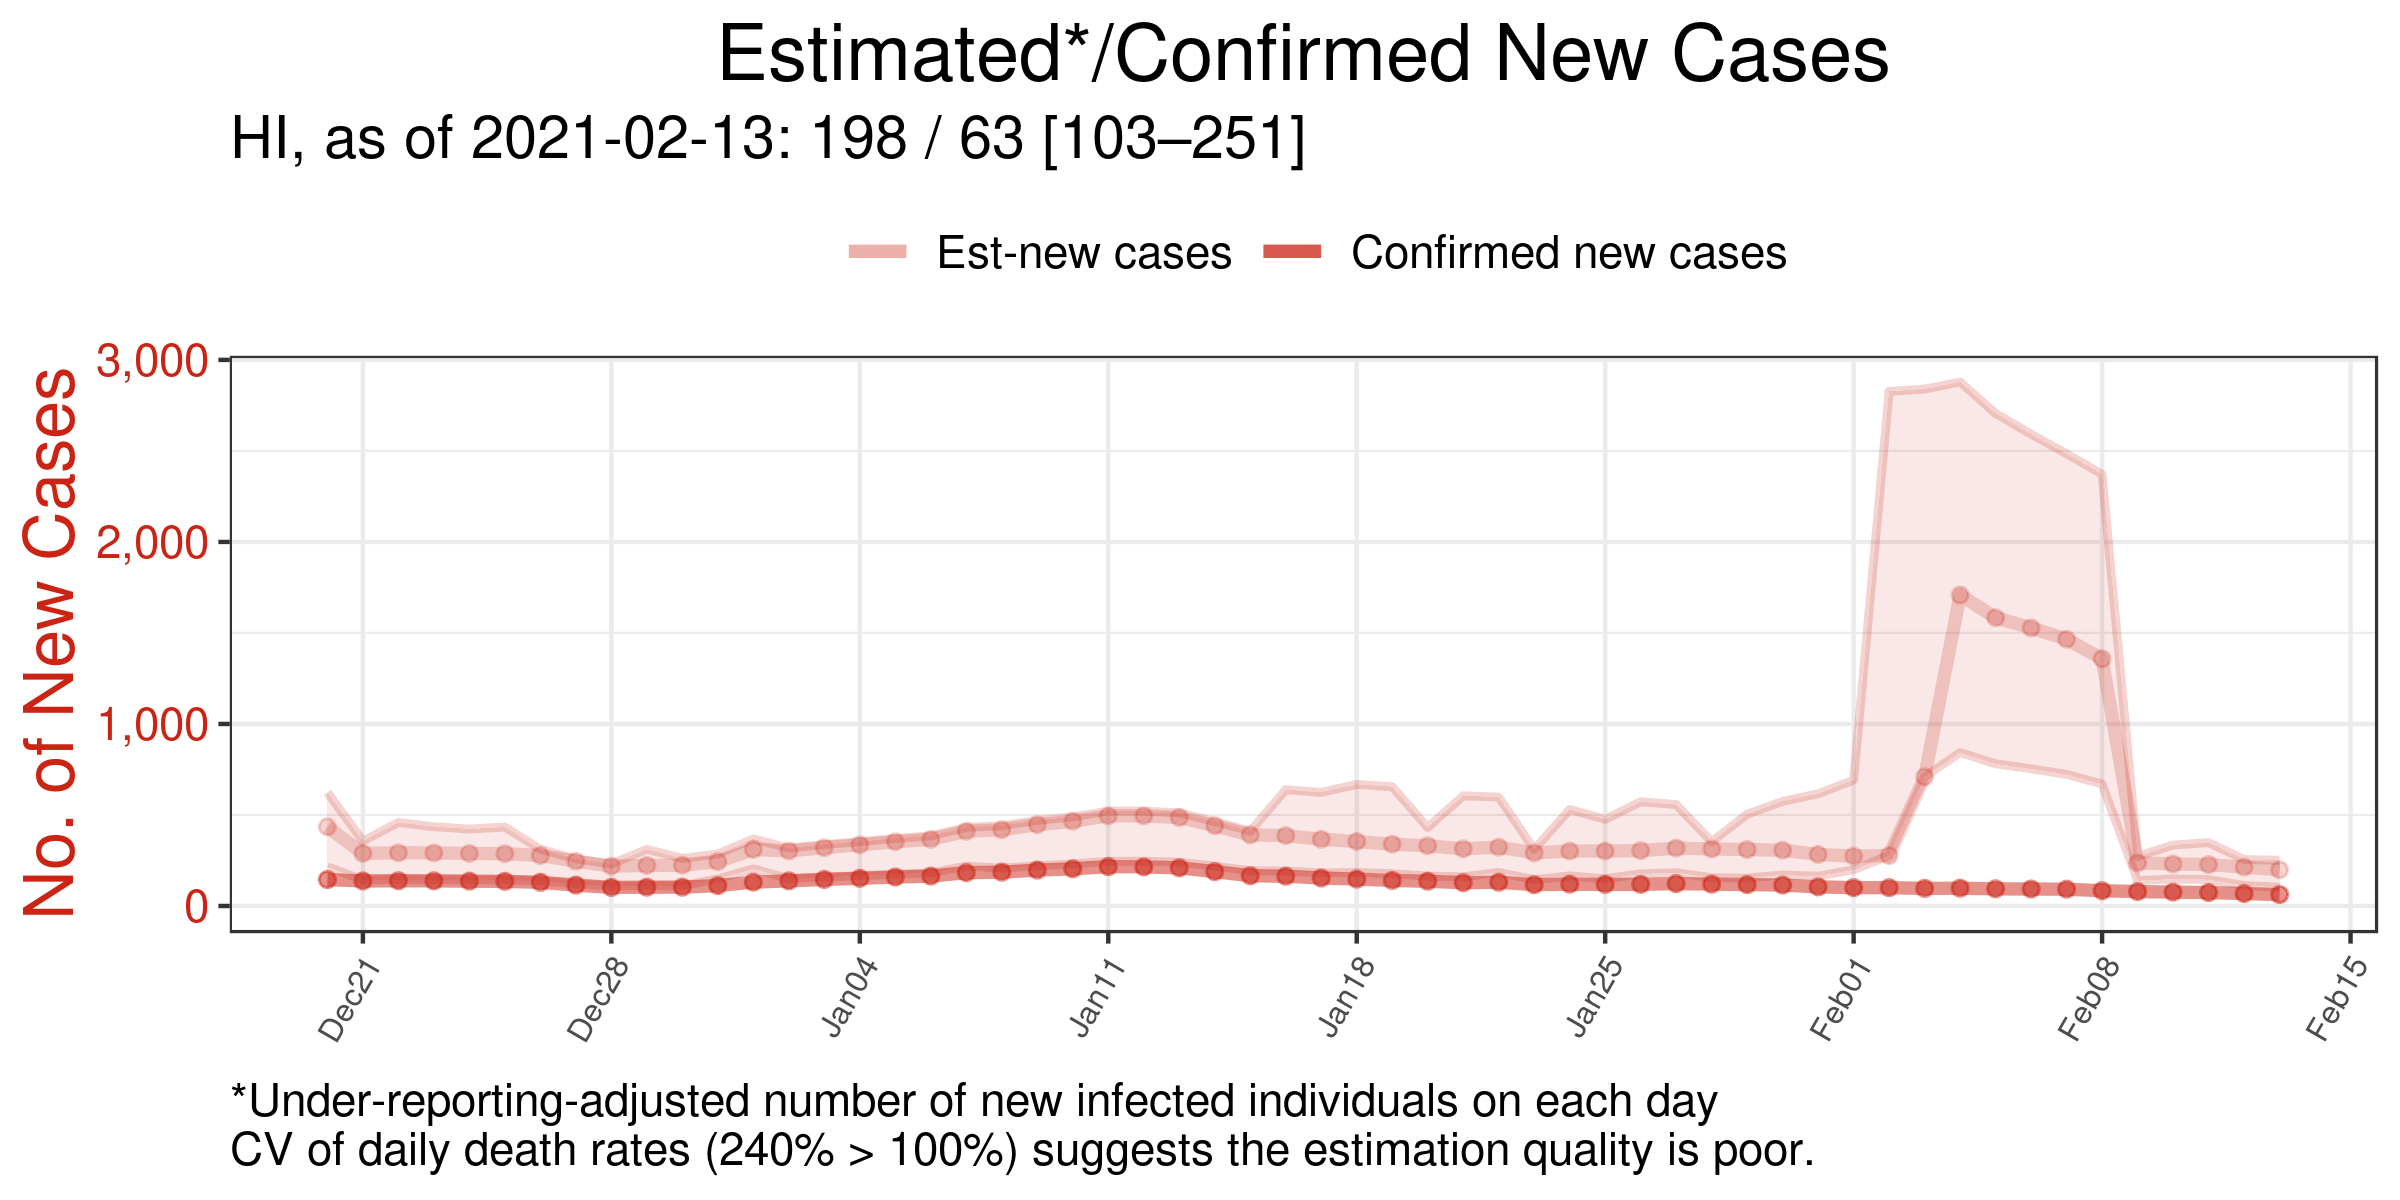 Estimated*/Confirmed New Cases
HI, as of 2021-02-13: 198 / 63 [103–251]
Est-new cases
Confirmed new cases
No. of New Cases
3,000
2,000
1,000
0
Dec21
Dec28
Jan04
Jan11
Jan18
Jan25
Feb01
Feb08
Feb15
*Under-reporting-adjusted number of new infected individuals on each day
CV of daily death rates (240% > 100%) suggests the estimation quality is poor.